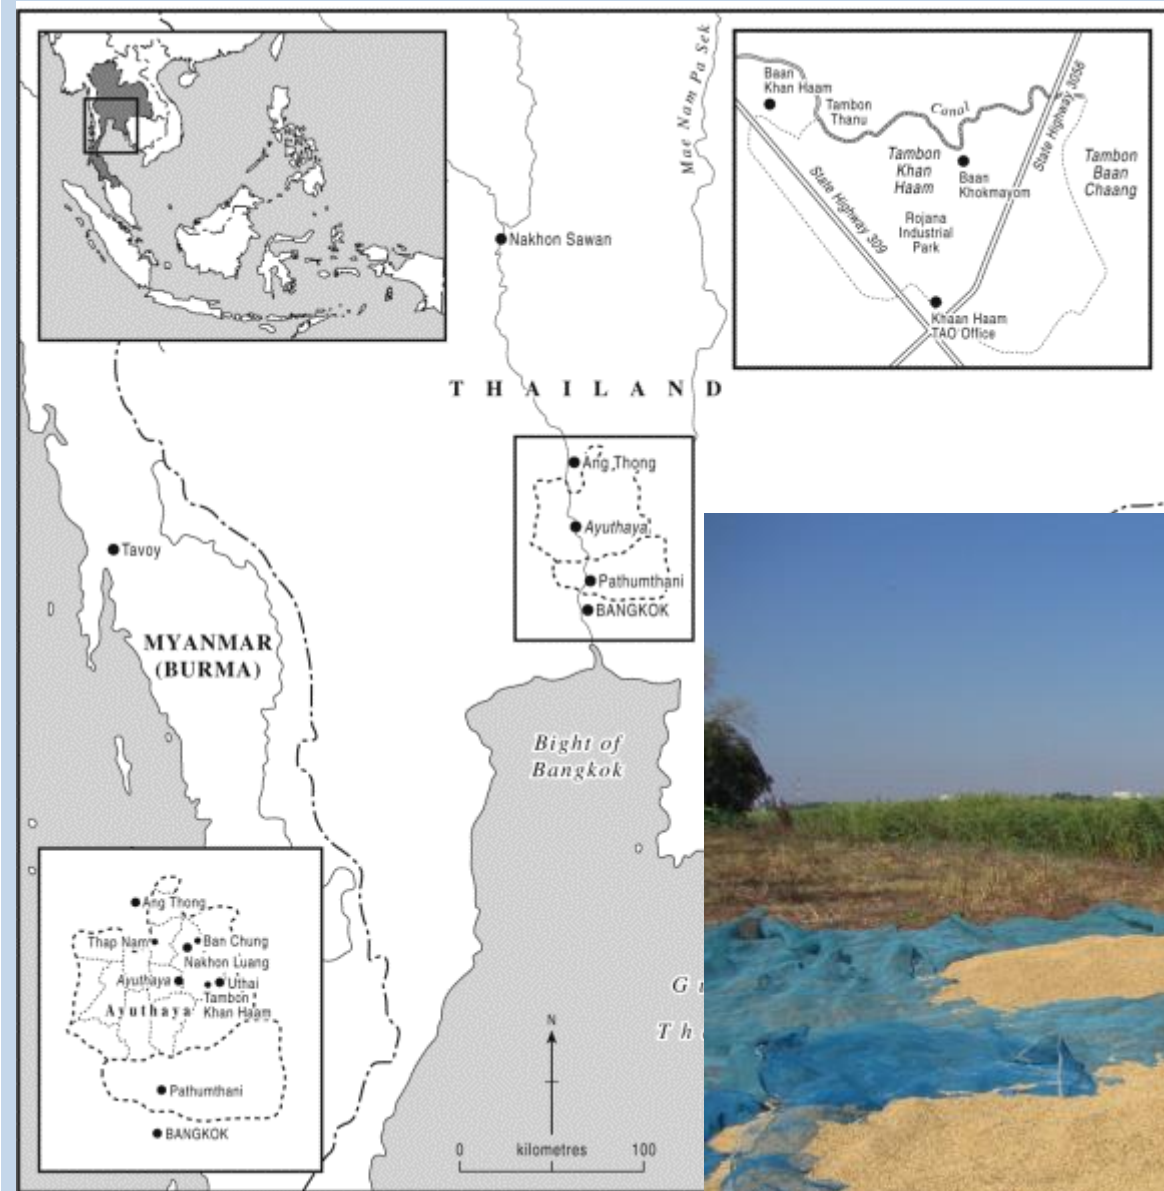 Mae Nam Pa Sek
Nakhon Sawan
T H A I L A N D
Baan
Khan Haam
Tambon
Thanu
Canal
State Highway 3056
Tambon
Khan
Haam
Baan
Khokmayom
Tambon
Baan
Chaang
State Highway 309
Rojana
Industrial
Park
Khaan Haam
TAO Office
Ang Thong
Ayuthaya
Pathumthani
BANGKOK
Tavoy
MYANMAR
(BURMA)
Bight of
Bangkok
Ang Thong
Thap Nam
Ban Chung
Nakhon Luang
Ayuthaya
Uthai
Tambon
Khan Haam
Ayuthaya
Pathumthani
BANGKOK
G
T h
N
0 kilometres 100